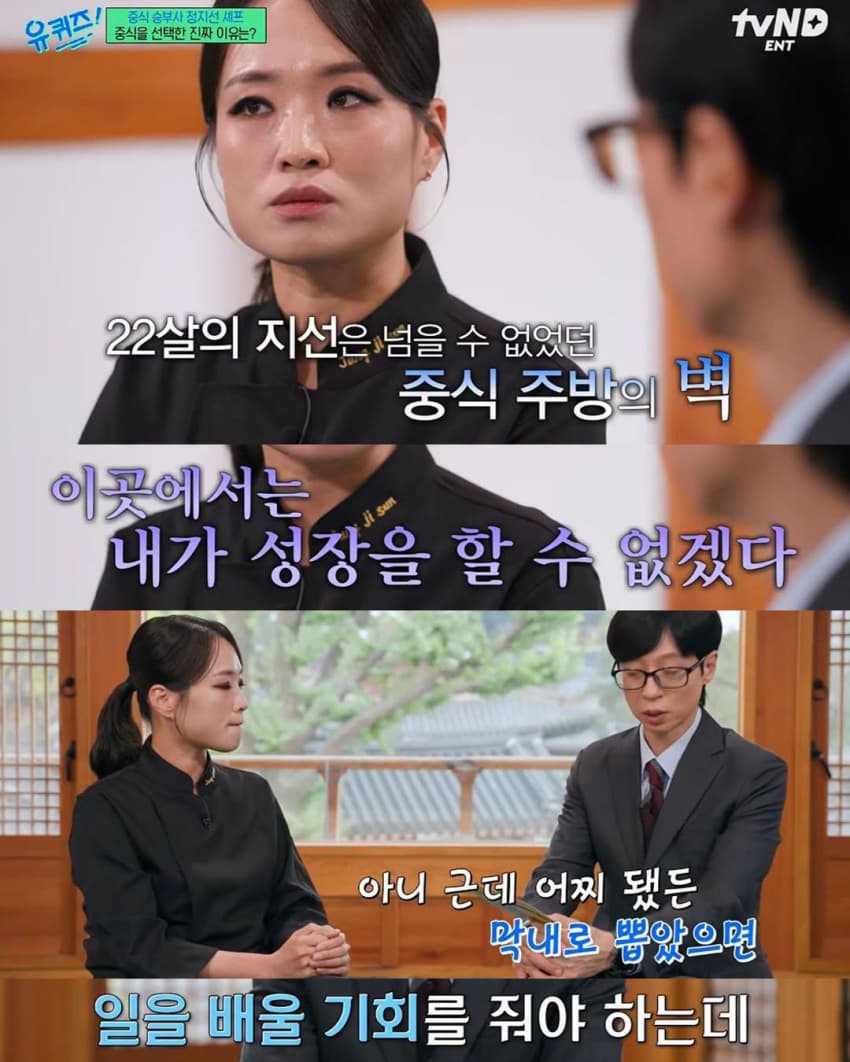 유퀴즈!
중식 승부사 정지선 셰프
중식을 선택한 진짜 이유는?
tvN D
ENT
22살의 지선은 넘을 수 없었던
중식 주방의 벽
이곳에서는
내가 성장을 할 수 없겠다
ji sun
아니 근데 어찌 됐든
막내로 뽑았으면
일을 배울 기회를 줘야 하는데